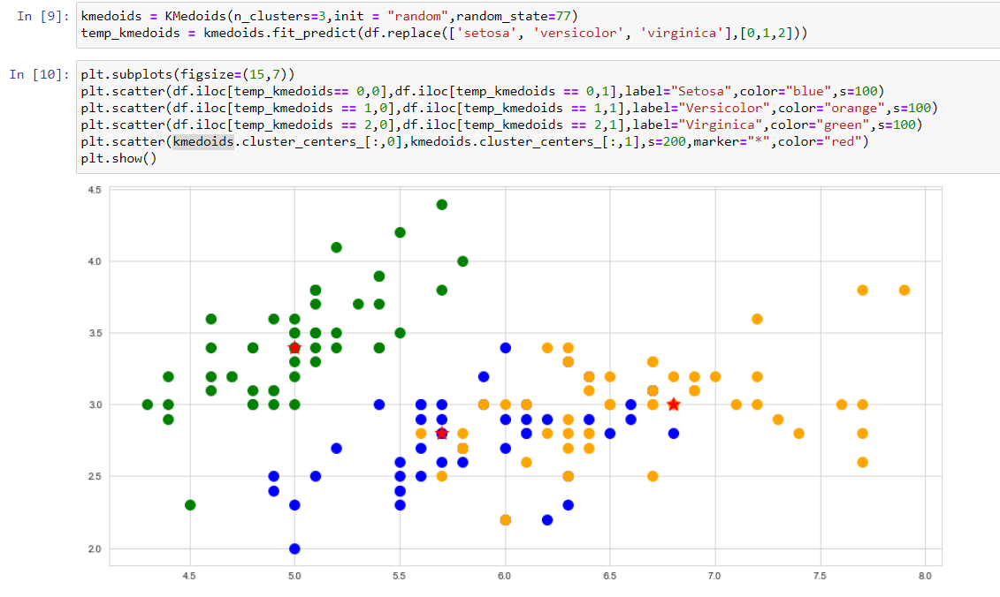 In [9]: kmedoids = KMedoids(n_clusters=3,init = "random",random_state=77)
temp_kmedoids = kmedoids.fit_predict(df.replace(['setosa', 'versicolor', 'virginica'],[0,1,2]))
In [10]: plt.subplots(figsize=(15,7))
plt.scatter(df.iloc[temp_kmedoids== 0,0],df.iloc[temp_kmedoids == 0,1],label="Setosa",color="blue",s=100)
plt.scatter(df.iloc[temp_kmedoids == 1,0],df.iloc[temp_kmedoids == 1,1],label="Versicolor",color="orange",s=100)
plt.scatter(df.iloc[temp_kmedoids == 2,0],df.iloc[temp_kmedoids == 2,1],label="Virginica",color="green",s=100)
plt.scatter(kmedoids.cluster_centers_[:,0],kmedoids.cluster_centers_[:,1],s=200,marker="*",color="red")
plt.show()
4.5
4.0
3.5
3.0
2.5
2.0
4.5 5.0 5.5 6.0 6.5 7.0 7.5 8.0